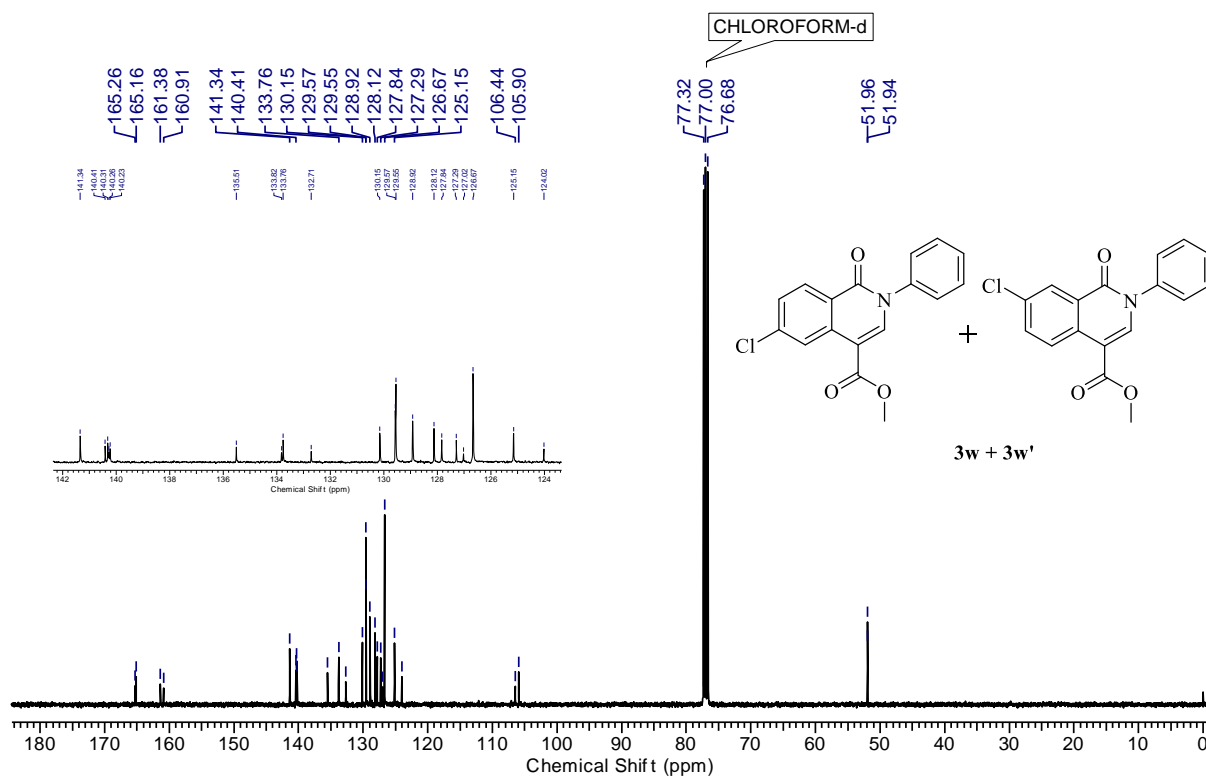 CHLOROFORM-d
165.26
165.16
161.38
160.91
141.34
140.41
133.76
130.15
129.57
129.55
128.92
128.12
127.84
127.29
126.67
125.15
106.44
105.90
77.32
77.00
76.68
51.96
51.94
141.34
140.41
140.31
140.26
140.23
135.51
133.82
133.76
132.71
130.15
129.57
129.55
128.92
128.12
127.84
127.29
127.02
126.67
125.15
124.02
142 140 138 136 134 132 130 128 126 124
Chemical Shift (ppm)
O
N
Cl
O
O
+
O
Cl
N
O
O
3w + 3w'
180 170 160 150 140 130 120 110 100 90 80 70 60 50 40 30 20 10 0
Chemical Shift (ppm)